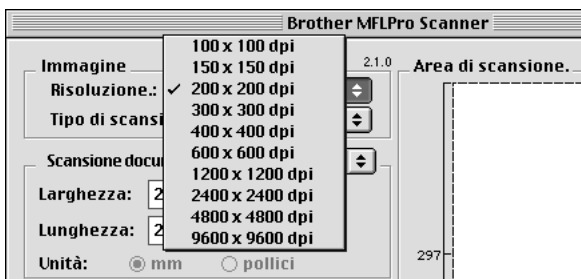 Brother MFLPro Scanner
Immagine 2.1.0
Risoluzione.:
Tipo di scansi
100 x 100 dpi
150 x 150 dpi
✓ 200 x 200 dpi
300 x 300 dpi
400 x 400 dpi
600 x 600 dpi
1200 x 1200 dpi
2400 x 2400 dpi
4800 x 4800 dpi
9600 x 9600 dpi
Scansione docu
Larghezza: 2
Lunghezza: 2
Unità: mm pollici
Area di scansione.
297